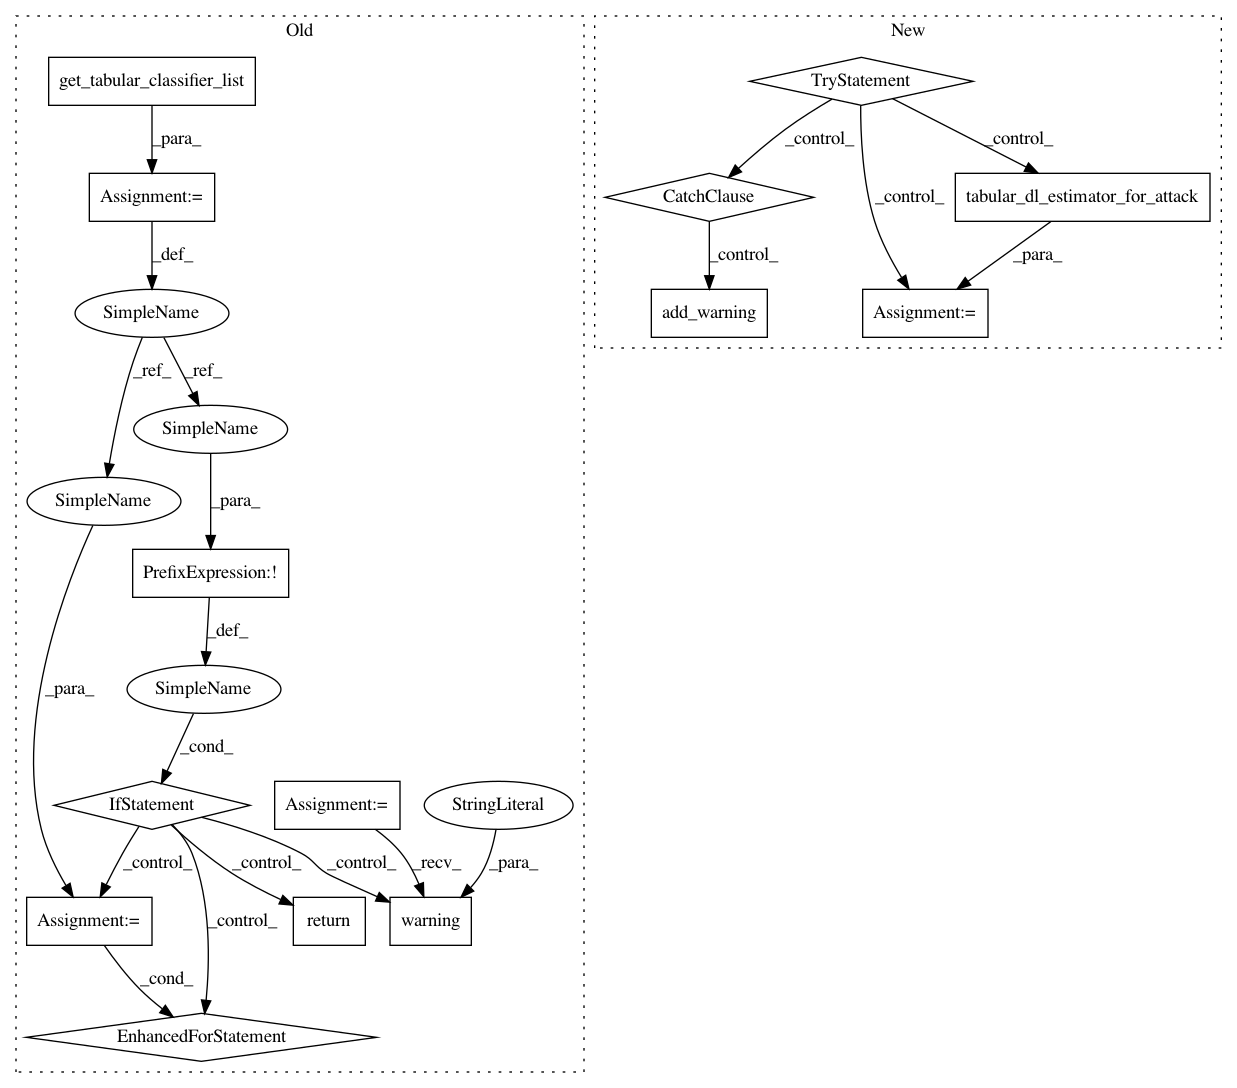 Old
New
get_tabular_classifier_list
TryStatement
_para_
_control_
_control_
Assignment:=
CatchClause
_control_
tabular_dl_estimator_for_attack
_def_
_control_
_para_
SimpleName
add_warning
Assignment:=
_ref_
_ref_
SimpleName
SimpleName
_para_
PrefixExpression:!
_def_
_para_
SimpleName
_cond_
IfStatement
Assignment:=
StringLiteral
_control_
_control_
_control_
_recv_
_para_
Assignment:=
_control_
return
warning
_cond_
EnhancedForStatement